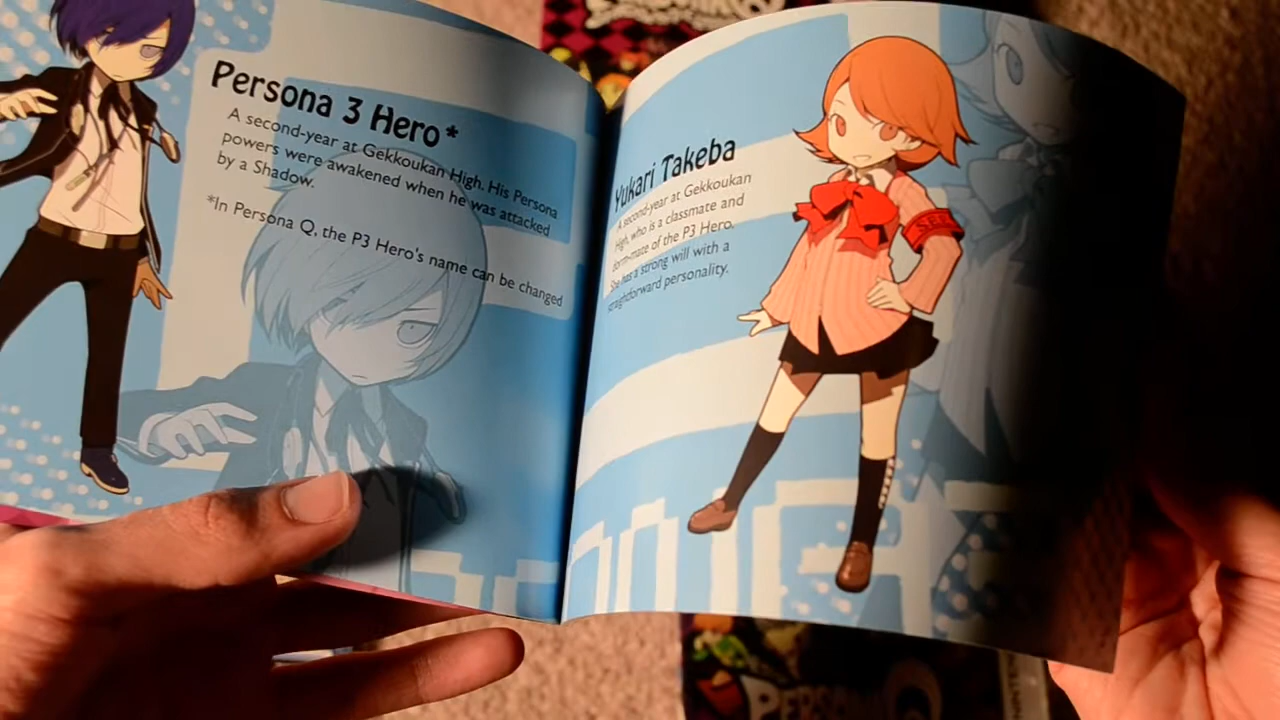 Persona 3 Hero*
A second-year at Gekkoukan High. His Persona
powers were awakened when he was attacked
by a Shadow.
*In Persona Q, the P3 Hero's name can be changed
Yukari Takeba
A second-year at Gekkoukan
High, who is a classmate and
dorm-mate of the P3 Hero.
She has a strong will with a
straightforward personality.
PERSONA Q